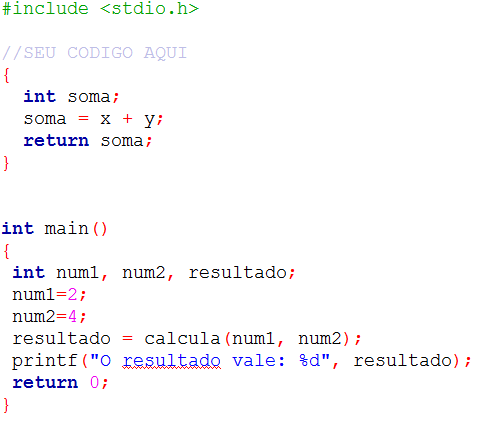 #include <stdio.h>
//SEU CODIGO AQUI
{
int soma;
soma = x + y;
return soma;
}
int main()
{
int num1, num2, resultado;
num1=2;
num2=4;
resultado = calcula(num1, num2);
printf("O resultado vale: %d", resultado);
return 0;
}